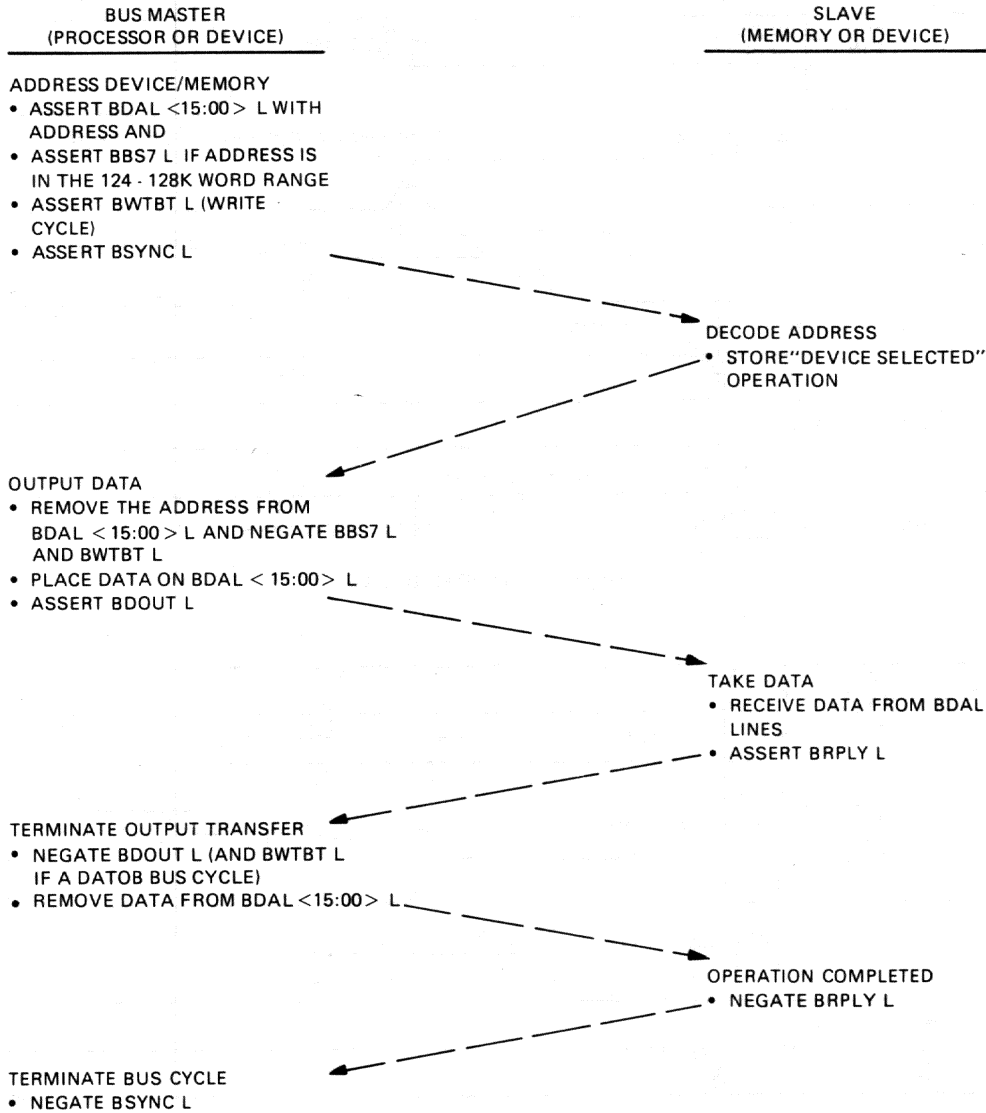 BUS MASTER
(PROCESSOR OR DEVICE)
SLAVE
(MEMORY OR DEVICE)
ADDRESS DEVICE/MEMORY
• ASSERT BDAL <15:00> L WITH
ADDRESS AND
• ASSERT BBS7 L IF ADDRESS IS
IN THE 124 - 128K WORD RANGE
• ASSERT BWTBT L (WRITE
CYCLE)
• ASSERT BSYNC L
DECODE ADDRESS
• STORE"DEVICE SELECTED"
OPERATION
OUTPUT DATA
• REMOVE THE ADDRESS FROM
BDAL <15:00> L AND NEGATE BBS7 L
AND BWTBT L
• PLACE DATA ON BDAL <15:00> L
• ASSERT BDOUT L
TAKE DATA
• RECEIVE DATA FROM BDAL
LINES
• ASSERT BRPLY L
TERMINATE OUTPUT TRANSFER
• NEGATE BDOUT L (AND BWTBT L
IF A DATOB BUS CYCLE)
• REMOVE DATA FROM BDAL <15:00> L
OPERATION COMPLETED
• NEGATE BRPLY L
TERMINATE BUS CYCLE
• NEGATE BSYNC L